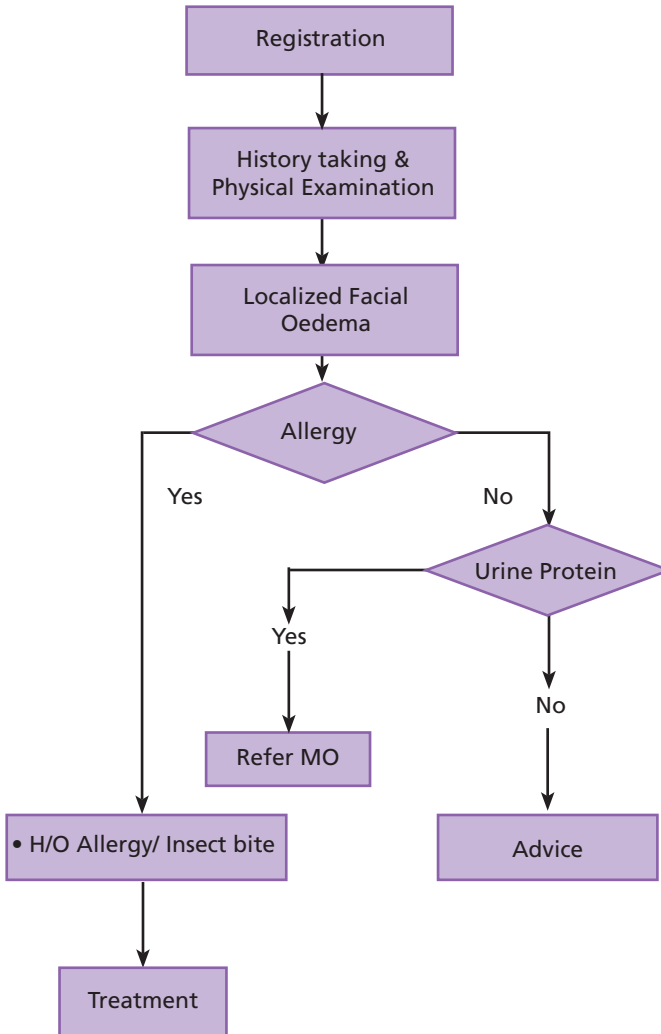 Registration
History taking &
Physical Examination
Localized Facial
Oedema
Allergy
Yes
No
Urine Protein
Yes
No
Refer MO
• H/O Allergy/ Insect bite
Advice
Treatment